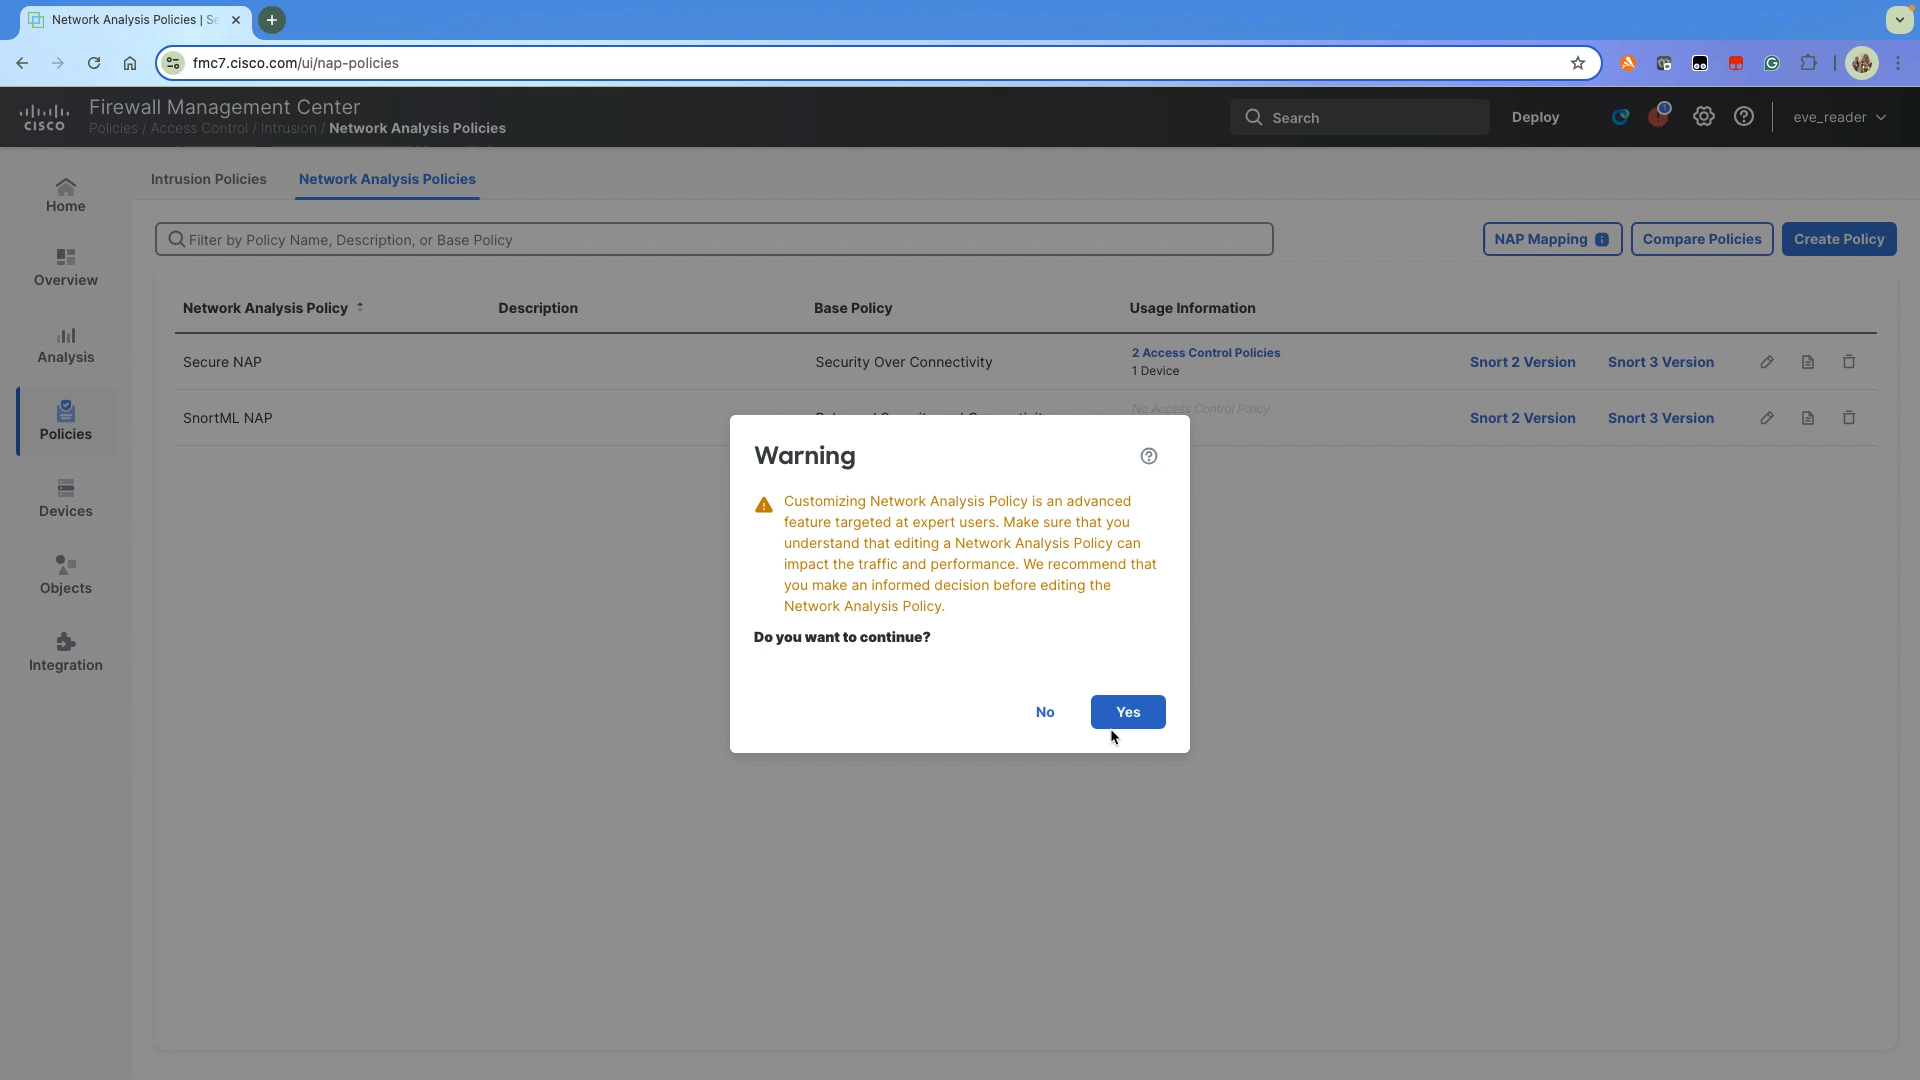 Network Analysis Policies | Se
fmc7.cisco.com/ui/nap-policies
CISCO
Firewall Management Center
Policies / Access Control / Intrusion / Network Analysis Policies
Search
Deploy
1
eve_reader
Home
Overview
Analysis
Policies
Devices
Objects
Integration
Intrusion Policies
Network Analysis Policies
Filter by Policy Name, Description, or Base Policy
NAP Mapping
Compare Policies
Create Policy
Network Analysis Policy
Description
Base Policy
Usage Information
Secure NAP
Security Over Connectivity
2 Access Control Policies
1 Device
Snort 2 Version
Snort 3 Version
SnortML NAP
No Access Control Policy
Snort 2 Version
Snort 3 Version
Warning
Customizing Network Analysis Policy is an advanced
feature targeted at expert users. Make sure that you
understand that editing a Network Analysis Policy can
impact the traffic and performance. We recommend that
you make an informed decision before editing the
Network Analysis Policy.
Do you want to continue?
No
Yes